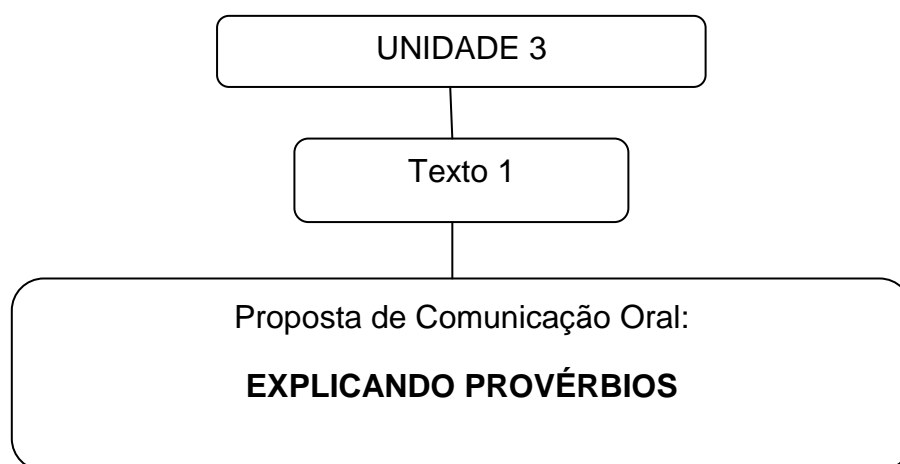 UNIDADE 3
Texto 1
Proposta de Comunicação Oral:
EXPLICANDO PROVÉRBIOS